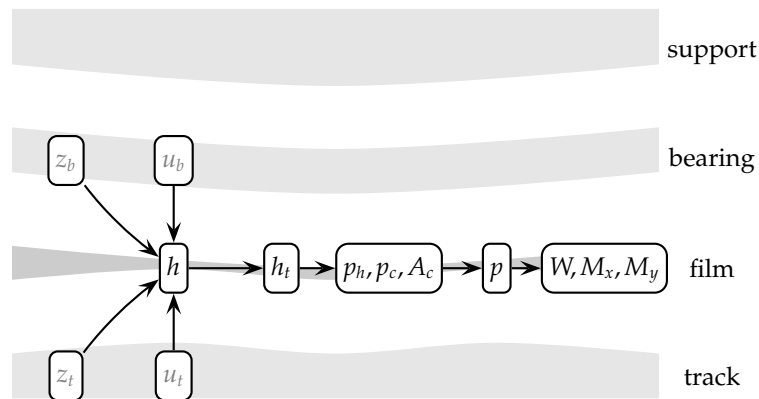 support
z_b u_b bearing
h h_t p_h, p_c, A_c p W, M_x, M_y film
z_t u_t track